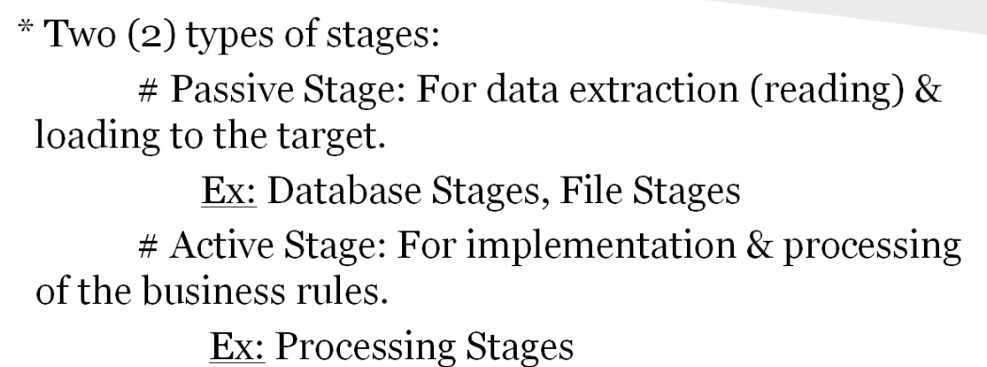 * Two (2) types of stages:
# Passive Stage: For data extraction (reading) &
loading to the target.
Ex: Database Stages, File Stages
# Active Stage: For implementation & processing
of the business rules.
Ex: Processing Stages